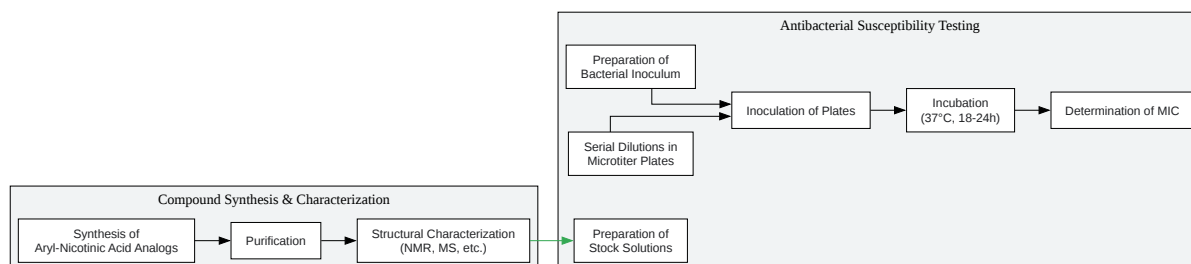 Antibacterial Susceptibility Testing
Preparation of
Bacterial Inoculum
Inoculation of Plates
Incubation
(37°C, 18-24h)
Determination of MIC
Serial Dilutions in
Microtiter Plates
Compound Synthesis & Characterization
Synthesis of
Aryl-Nicotinic Acid Analogs
Purification
Structural Characterization
(NMR, MS, etc.)
Preparation of
Stock Solutions